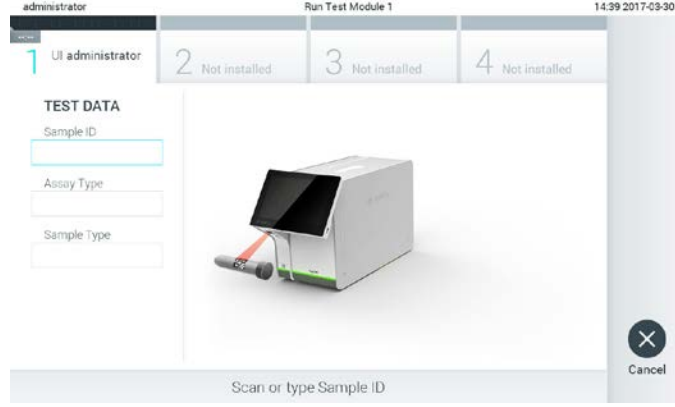 administrator Run Test Module 1 14:39 2017-03-30
1 UI administrator 2 Not installed 3 Not installed 4 Not installed
TEST DATA
Sample ID
Assay Type
Sample Type
Cancel
Scan or type Sample ID